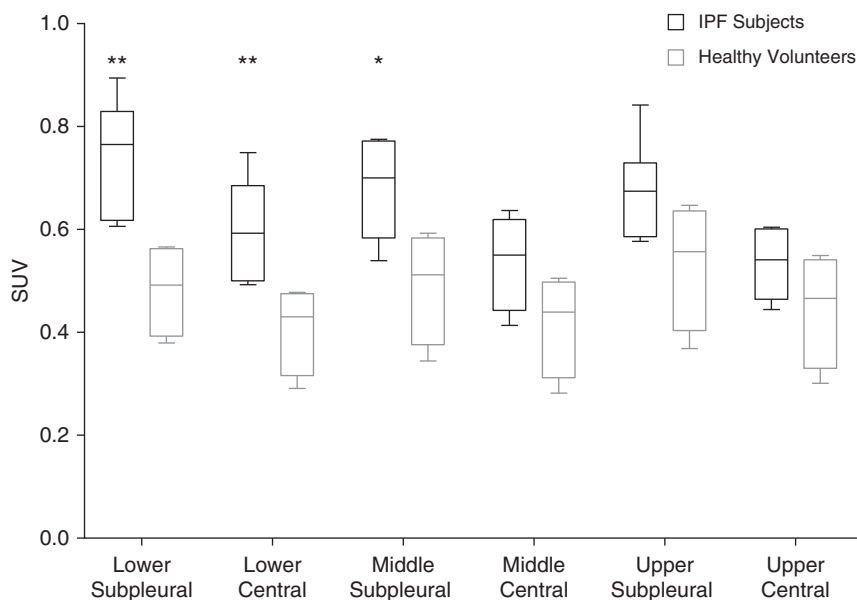 1.0
0.8
0.6
0.4
0.2
0.0
SUV
** ** *
IPF Subjects
Healthy Volunteers
Lower
Subpleural
Lower
Central
Middle
Subpleural
Middle
Central
Upper
Subpleural
Upper
Central